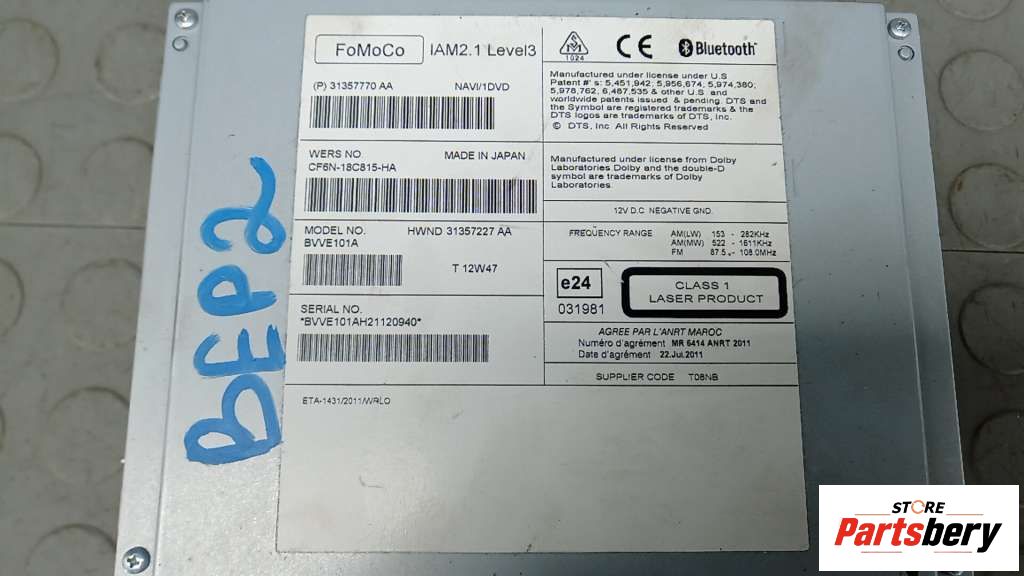 BEP2
FoMoCo IAM2.1 Level3
(P) 31357770 AA NAVI/1DVD
WERS NO. MADE IN JAPAN
CF6N-18C815-HA
MODEL NO. HWND 31357227 AA
BVVE101A
T 12W47
SERIAL NO.
*BVVE101AH21120940*
ETA-1431/2011/WRLO
1024
CE Bluetooth
Manufactured under license under U.S
Patent #' s: 5,451,942; 5,956,674; 5,974,380;
5,978,762; 6,487,535 & other U.S. and
worldwide patents issued & pending. DTS and
the Symbol are registered trademarks & the
DTS logos are trademarks of DTS, Inc.
© DTS, Inc. All Rights Reserved
Manufactured under license from Dolby
Laboratories.Dolby and the double-D
symbol are trademarks of Dolby
Laboratories.
12V D.C. NEGATIVE GND.
FREQUENCY RANGE AM(LW) 153 - 282KHz
AM(MW) 522 - 1611KHz
FM 87.5 - 108.0MHz
e24
031981
CLASS 1
LASER PRODUCT
AGREE PAR L'ANRT MAROC
Numéro d'agrément MR 6414 ANRT 2011
Date d'agrément 22.Jul.2011
SUPPLIER CODE T08NB
STORE
Partsbery